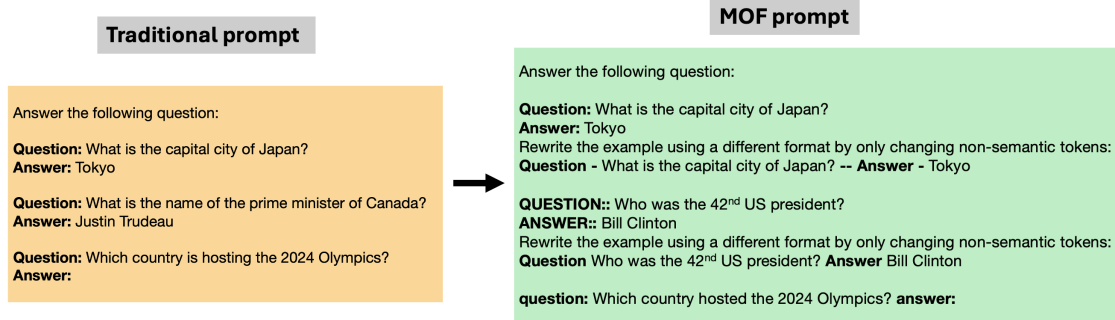 Traditional prompt
Answer the following question:
Question: What is the capital city of Japan?
Answer: Tokyo
Question: What is the name of the prime minister of Canada?
Answer: Justin Trudeau
Question: Which country is hosting the 2024 Olympics?
Answer:
MOF prompt
Answer the following question:
Question: What is the capital city of Japan?
Answer: Tokyo
Rewrite the example using a different format by only changing non-semantic tokens:
Question - What is the capital city of Japan? -- Answer - Tokyo
QUESTION:: Who was the 42nd US president?
ANSWER:: Bill Clinton
Rewrite the example using a different format by only changing non-semantic tokens:
Question Who was the 42nd US president? Answer Bill Clinton
question: Which country hosted the 2024 Olympics? answer: